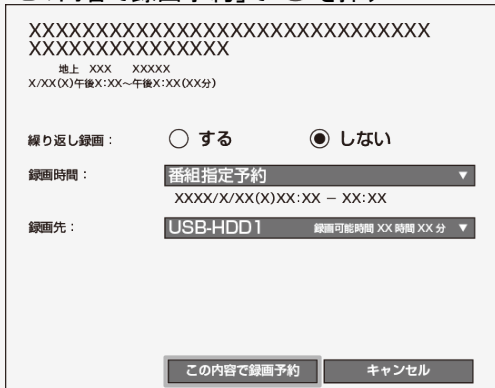 XXXXXXXXXXXXXXXXXXXXXXXXXXXXXX
XXXXXXXXXXXXXXX
地上 XXX XXXXX
X/XX(X)午後X:XX～午後X:XX(XX分)
繰り返し録画： する しない
録画時間： 番組指定予約 ▼
XXXX/X/XX(X)XX:XX － XX:XX
録画先： USB-HDD1 録画可能時間 XX 時間 XX 分 ▼
この内容で録画予約 キャンセル